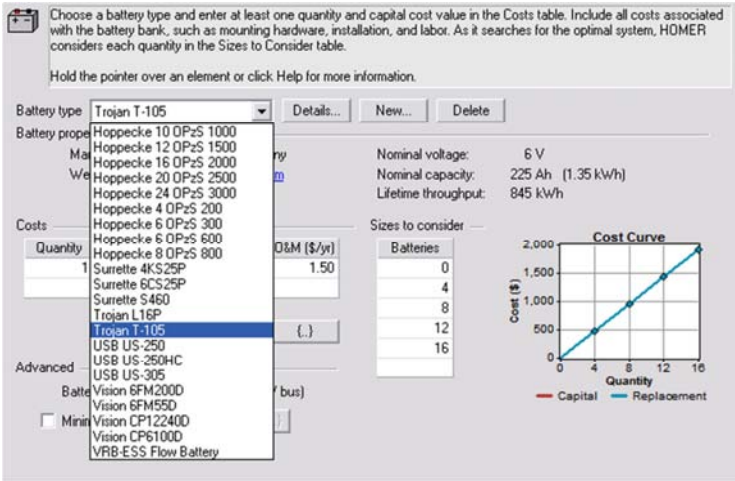 Choose a battery type and enter at least one quantity and capital cost value in the Costs table. Include all costs associated
with the battery bank, such as mounting hardware, installation, and labor. As it searches for the optimal system, HOMER
considers each quantity in the Sizes to Consider table.
Hold the pointer over an element or click Help for more information.
Battery type Trojan T-105 Details... New... Delete
Battery prope
Hoppecke 10 OPzS 1000
Hoppecke 12 OPzS 1500
Hoppecke 16 OPzS 2000
Hoppecke 20 OPzS 2500
Hoppecke 24 OPzS 3000
Hoppecke 4 OPzS 200
Hoppecke 6 OPzS 300
Hoppecke 6 OPzS 600
Hoppecke 8 OPzS 800
Surrette 4KS25P
Surrette 6CS25P
Surrette S460
Trojan L16P
Trojan T-105
USB US-250
USB US-250HC
USB US-305
Vision 6FM200D
Vision 6FM55D
Vision CP12240D
Vision CP6100D
VRB-ESS Flow Battery
Ma ny Nominal voltage: 6 V
We m Nominal capacity: 225 Ah (1.35 kWh)
Lifetime throughput: 845 kWh
Costs
Quantity O&M ($/yr)
1 1.50
{..}
Sizes to consider
Batteries
0
4
8
12
16
Cost Curve
2,000
1,500
1,000
500
0
Cost ($)
0 4 8 12 16
Quantity
Capital Replacement
Advanced
Batte / bus)
Minin